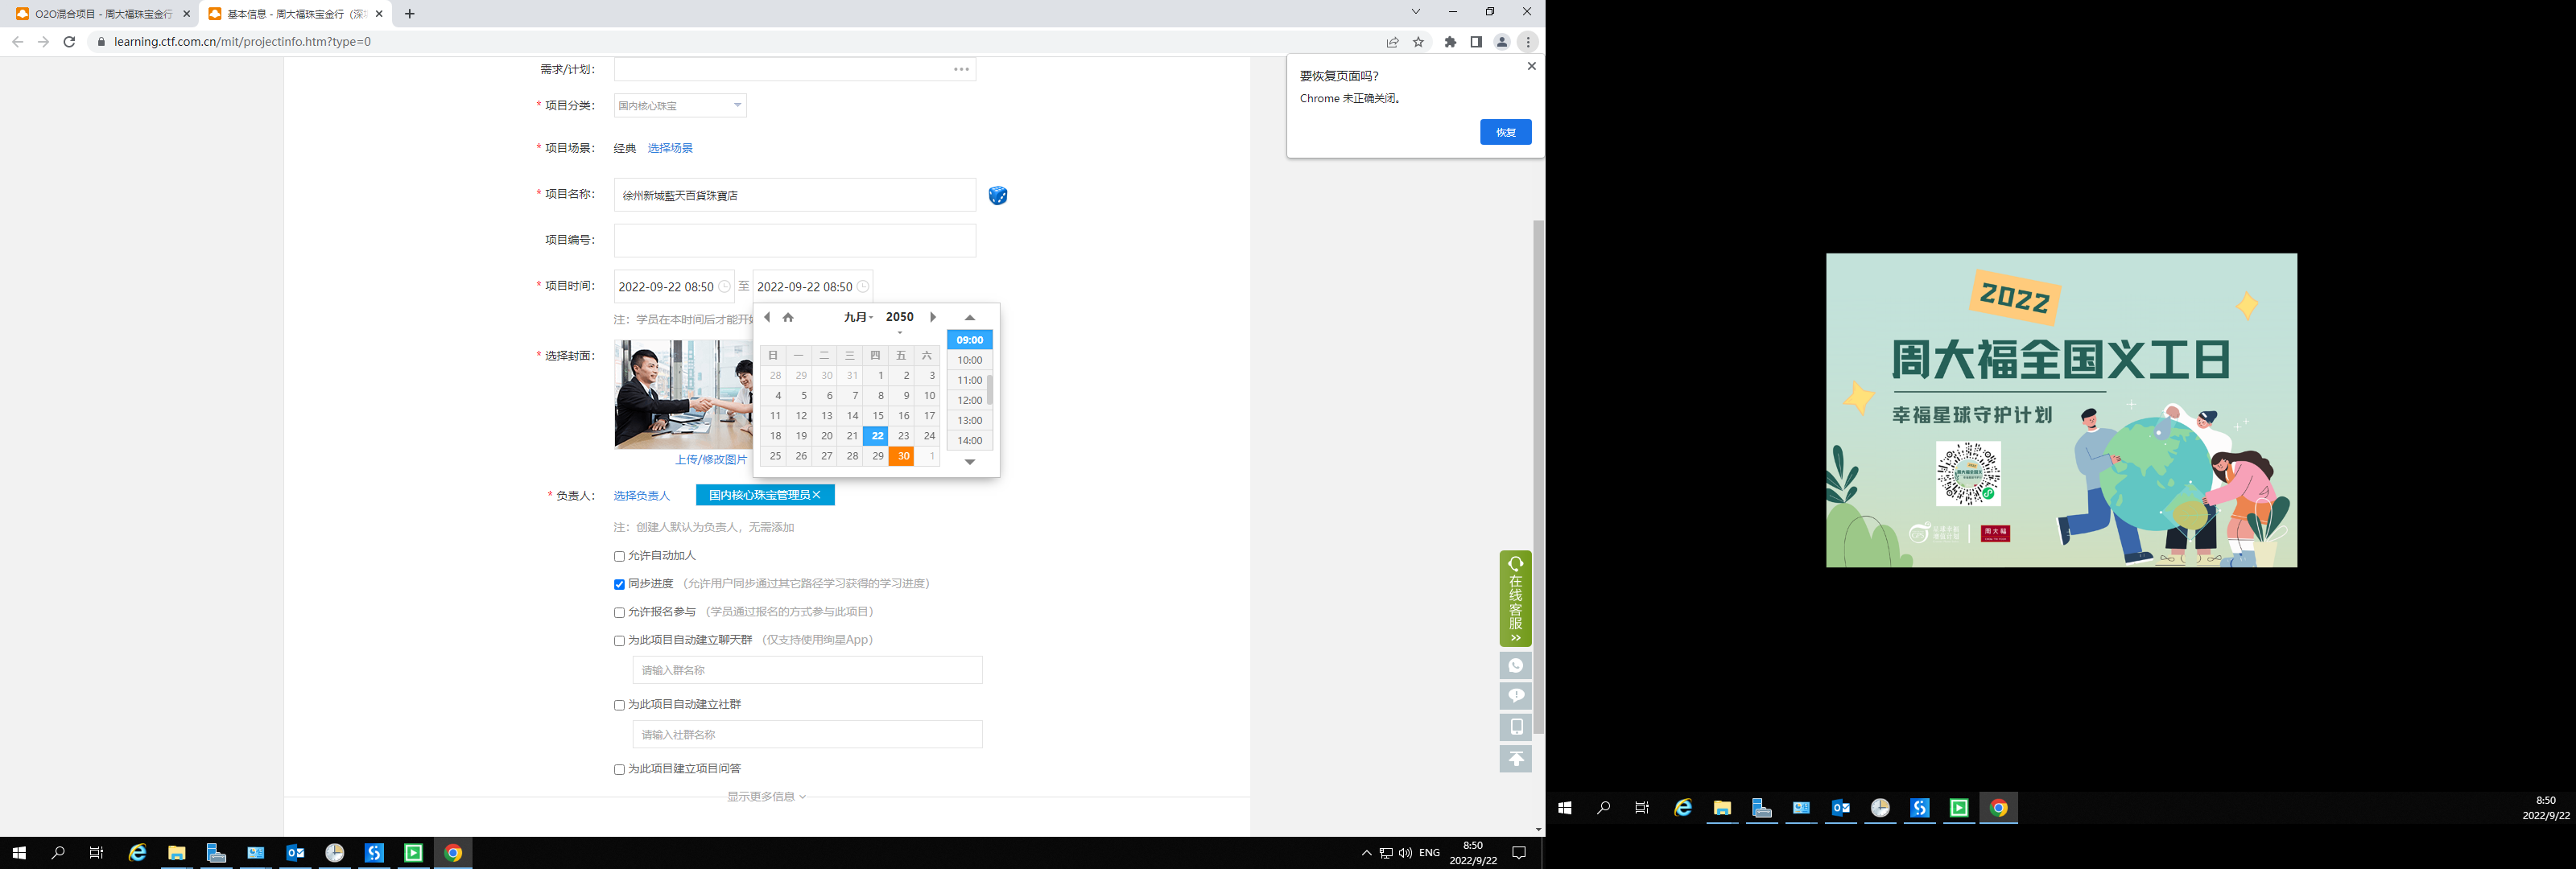 O2O混合项目 - 周大福珠宝金行
基本信息 - 周大福珠宝金行（深
learning.ctf.com.cn/mit/projectinfo.htm?type=0
要恢复页面吗?
Chrome 未正确关闭。
恢复
需求/计划:
* 项目分类: 国内核心珠宝
* 项目场景: 经典 选择场景
* 项目名称: 徐州新城藍天百貨珠寶店
项目编号:
* 项目时间: 2022-09-22 08:50 至 2022-09-22 08:50
注: 学员在本时间后才能开始
九月 2050
日 一 二 三 四 五 六
28 29 30 31 1 2 3
4 5 6 7 8 9 10
11 12 13 14 15 16 17
18 19 20 21 22 23 24
25 26 27 28 29 30 1
09:00
10:00
11:00
12:00
13:00
14:00
* 选择封面:
上传/修改图片
* 负责人: 选择负责人 国内核心珠宝管理员×
注: 创建人默认为负责人，无需添加
允许自动加人
同步进度 （允许用户同步通过其它路径学习获得的学习进度）
允许报名参与 （学员通过报名的方式参与此项目）
为此项目自动建立聊天群 （仅支持使用绚星App）
请输入群名称
为此项目自动建立社群
请输入社群名称
为此项目建立项目问答
显示更多信息
在线客服
ENG
8:50
2022/9/22
2022
周大福全国义工日
幸福星球守护计划
周大福
8:50
2022/9/22